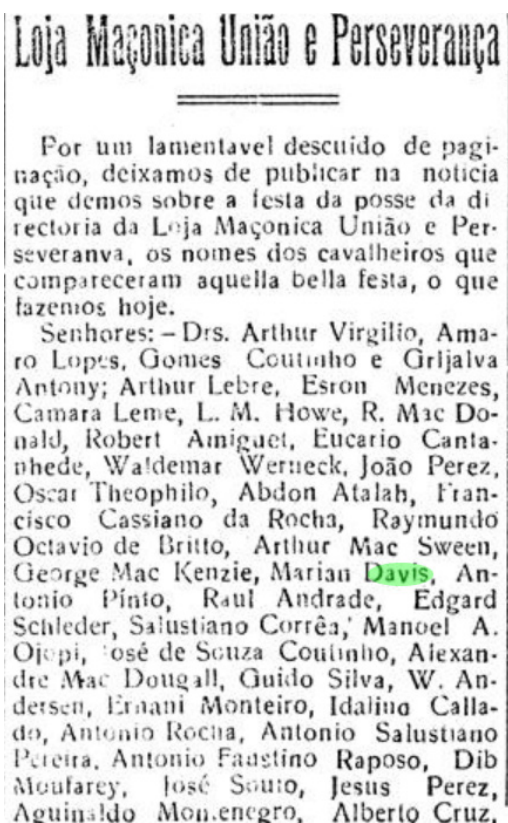 Loja Maçonica União e Perseverança
Por um lamentavel descuido de pagi-
nação, deixamos de publicar na noticia
que demos sobre a festa da posse da di
rectoria da Loja Maçonica União e Per-
severanva, os nomes dos cavalheiros que
compareceram aquella bella festa, o que
fazemos hoje.
Senhores: – Drs. Arthur Virgilio, Ama-
ro Lopes, Gomes Coutinho e Grijalva
Antony; Arthur Lebre, Esron Menezes,
Camara Leme, L. M. Howe, R. Mac Do-
nald, Robert Amiguet, Eucario Canta-
nhede, Waldemar Werneck, João Perez,
Oscar Theophilo, Abdon Atalah, Fran-
cisco Cassiano da Rocha, Raymundo
Octavio de Britto, Arthur Mac Sween,
George Mac Kenzie, Marian Davis, An-
tonio Pinto, Raul Andrade, Edgard
Schleder, Salustiano Corrêa, Manoel A.
Ojopi, José de Souza Coutinho, Alexan-
dre Mac Dougall, Guido Silva, W. An-
dersen, Ernani Monteiro, Idalino Calla-
do, Antonio Rocha, Antonio Salustiano
Pereira, Antonio Faustino Raposo, Dib
Moufarey, José Souto, Jesus Perez,
Aguinaldo Montenegro, Alberto Cruz,